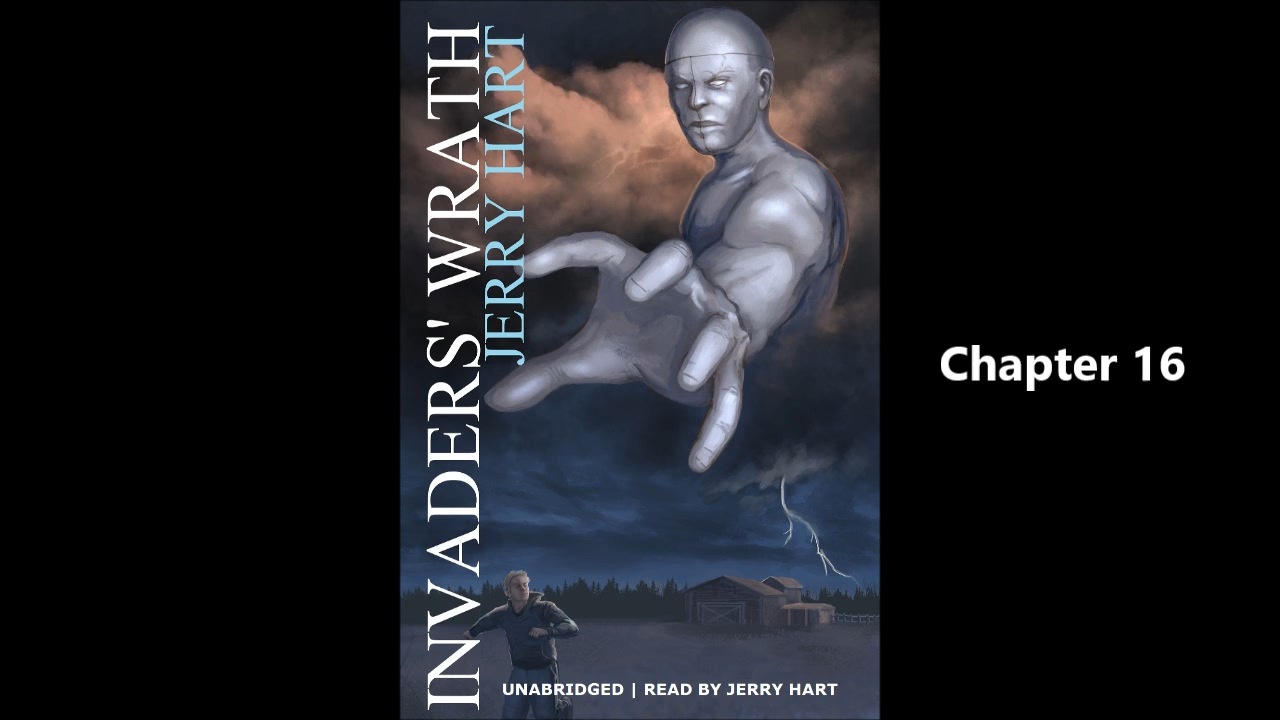 INVADERS' WRATH
JERRY HART
Chapter 16
UNABRIDGED | READ BY JERRY HART